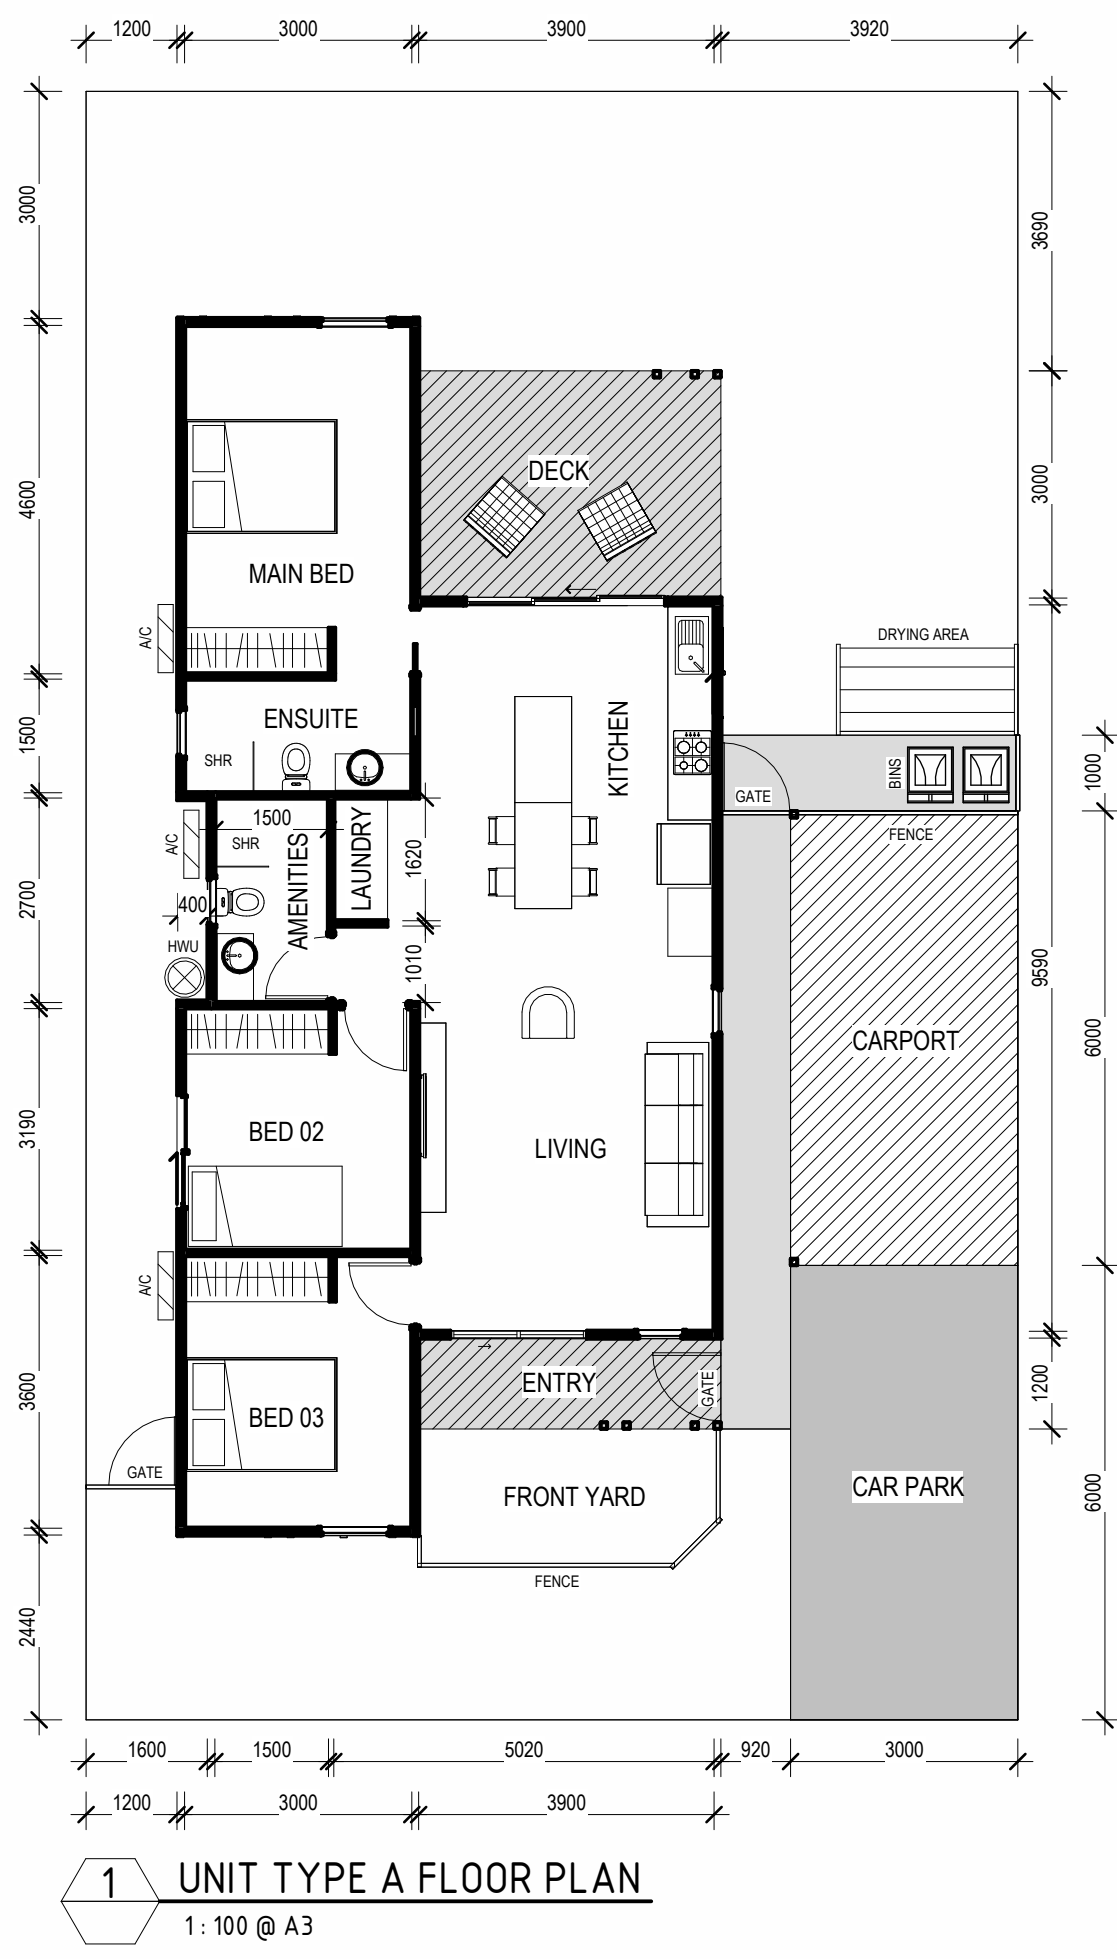 1200
3000
3900
3920
3000
3690
DECK
4600
3000
MAIN BED
A/C
DRYING AREA
ENSUITE
KITCHEN
SHR
1500
BINS
1000
GATE
1500
A/C
SHR
AMENITIES
LAUNDRY
1620
FENCE
2700
400
HWU
1010
9590
CARPORT
6000
BED 02
3190
LIVING
A/C
ENTRY
GATE
1200
3600
BED 03
GATE
FRONT YARD
CAR PARK
6000
FENCE
2440
1600
1500
5020
920
3000
1200
3000
3900
1
UNIT TYPE A FLOOR PLAN
1 : 100 @ A3